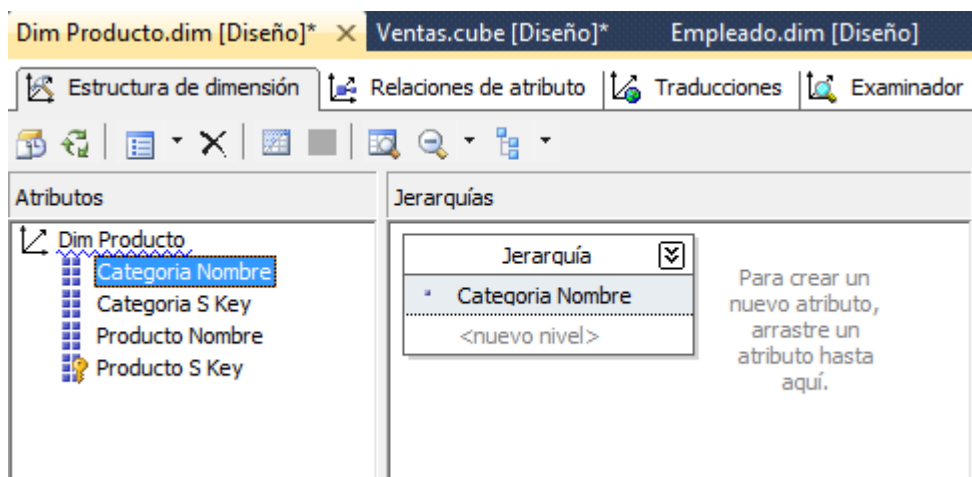 Dim Producto.dim [Diseño]* Ventas.cube [Diseño]* Empleado.dim [Diseño]
Estructura de dimensión Relaciones de atributo Traducciones Examinador
Atributos
Dim Producto
Categoria Nombre
Categoria S Key
Producto Nombre
Producto S Key
Jerarquías
Jerarquía
Categoria Nombre
<nuevo nivel>
Para crear un
nuevo atributo,
arrastre un
atributo hasta
aquí.